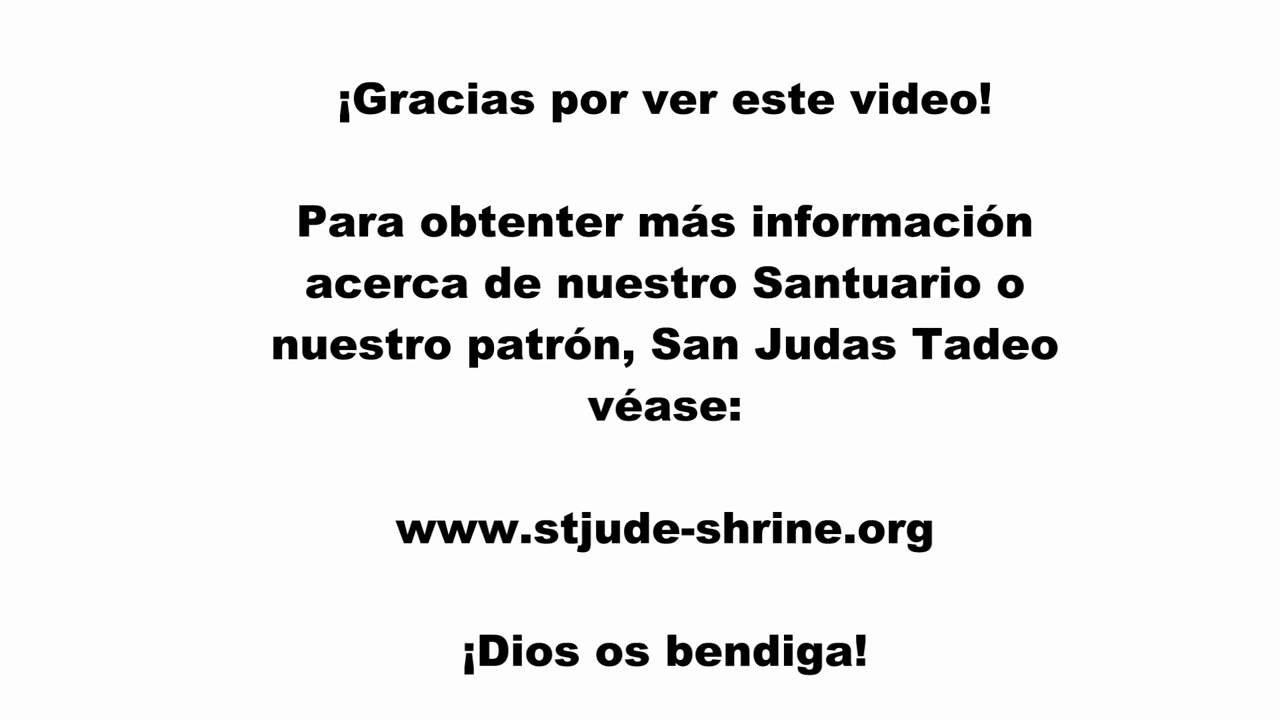 ¡Gracias por ver este video!
Para obtenter más información
acerca de nuestro Santuario o
nuestro patrón, San Judas Tadeo
véase:
www.stjude-shrine.org
¡Dios os bendiga!